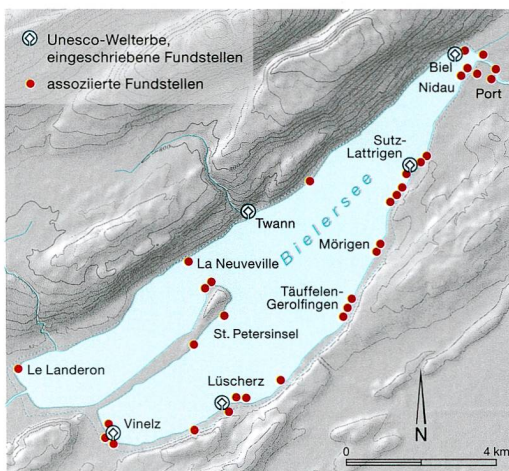 Unesco-Welterbe,
eingeschriebene Fundstellen
assoziierte Fundstellen
Biel
Nidau
Port
Sutz-
Lattrigen
Twann
Bielersee
Mörigen
La Neuveville
Täuffelen-
Gerolfingen
St. Petersinsel
Le Landeron
Lüscherz
Vinelz
N
0
4 km